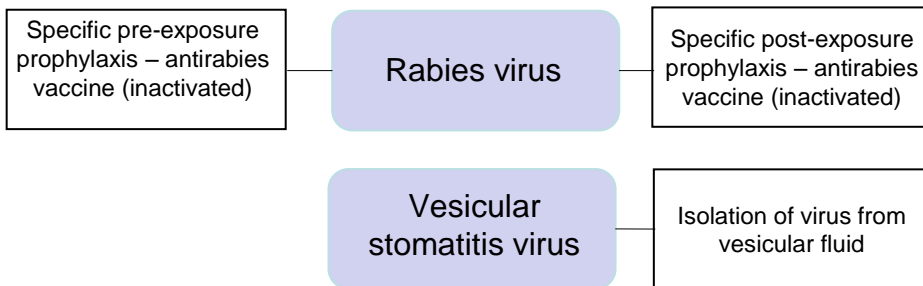 Specific pre-exposure
prophylaxis – antirabies
vaccine (inactivated)
Rabies virus
Specific post-exposure
prophylaxis – antirabies
vaccine (inactivated)
Vesicular
stomatitis virus
Isolation of virus from
vesicular fluid